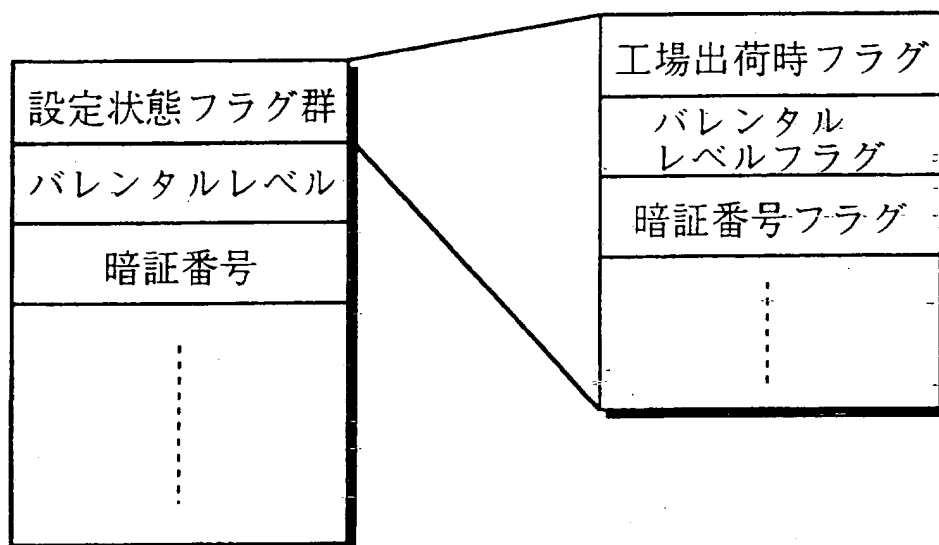 設定状態フラグ群
バレンタルレベル
暗証番号
工場出荷時フラグ
バレンタル
レベルフラグ
暗証番号フラグ